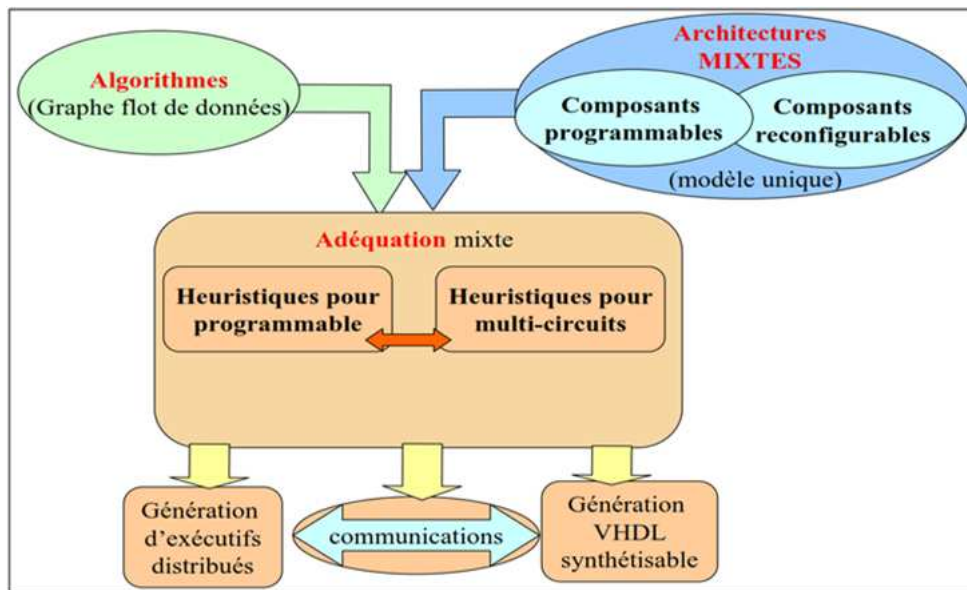 Algorithmes
(Graphe flot de données)
Architectures
MIXTES
Composants
programmables
Composants
reconfigurables
(modèle unique)
Adéquation mixte
Heuristiques pour
programmable
Heuristiques pour
multi-circuits
Génération
d'exécutifs
distribués
communications
Génération
VHDL
synthétisable